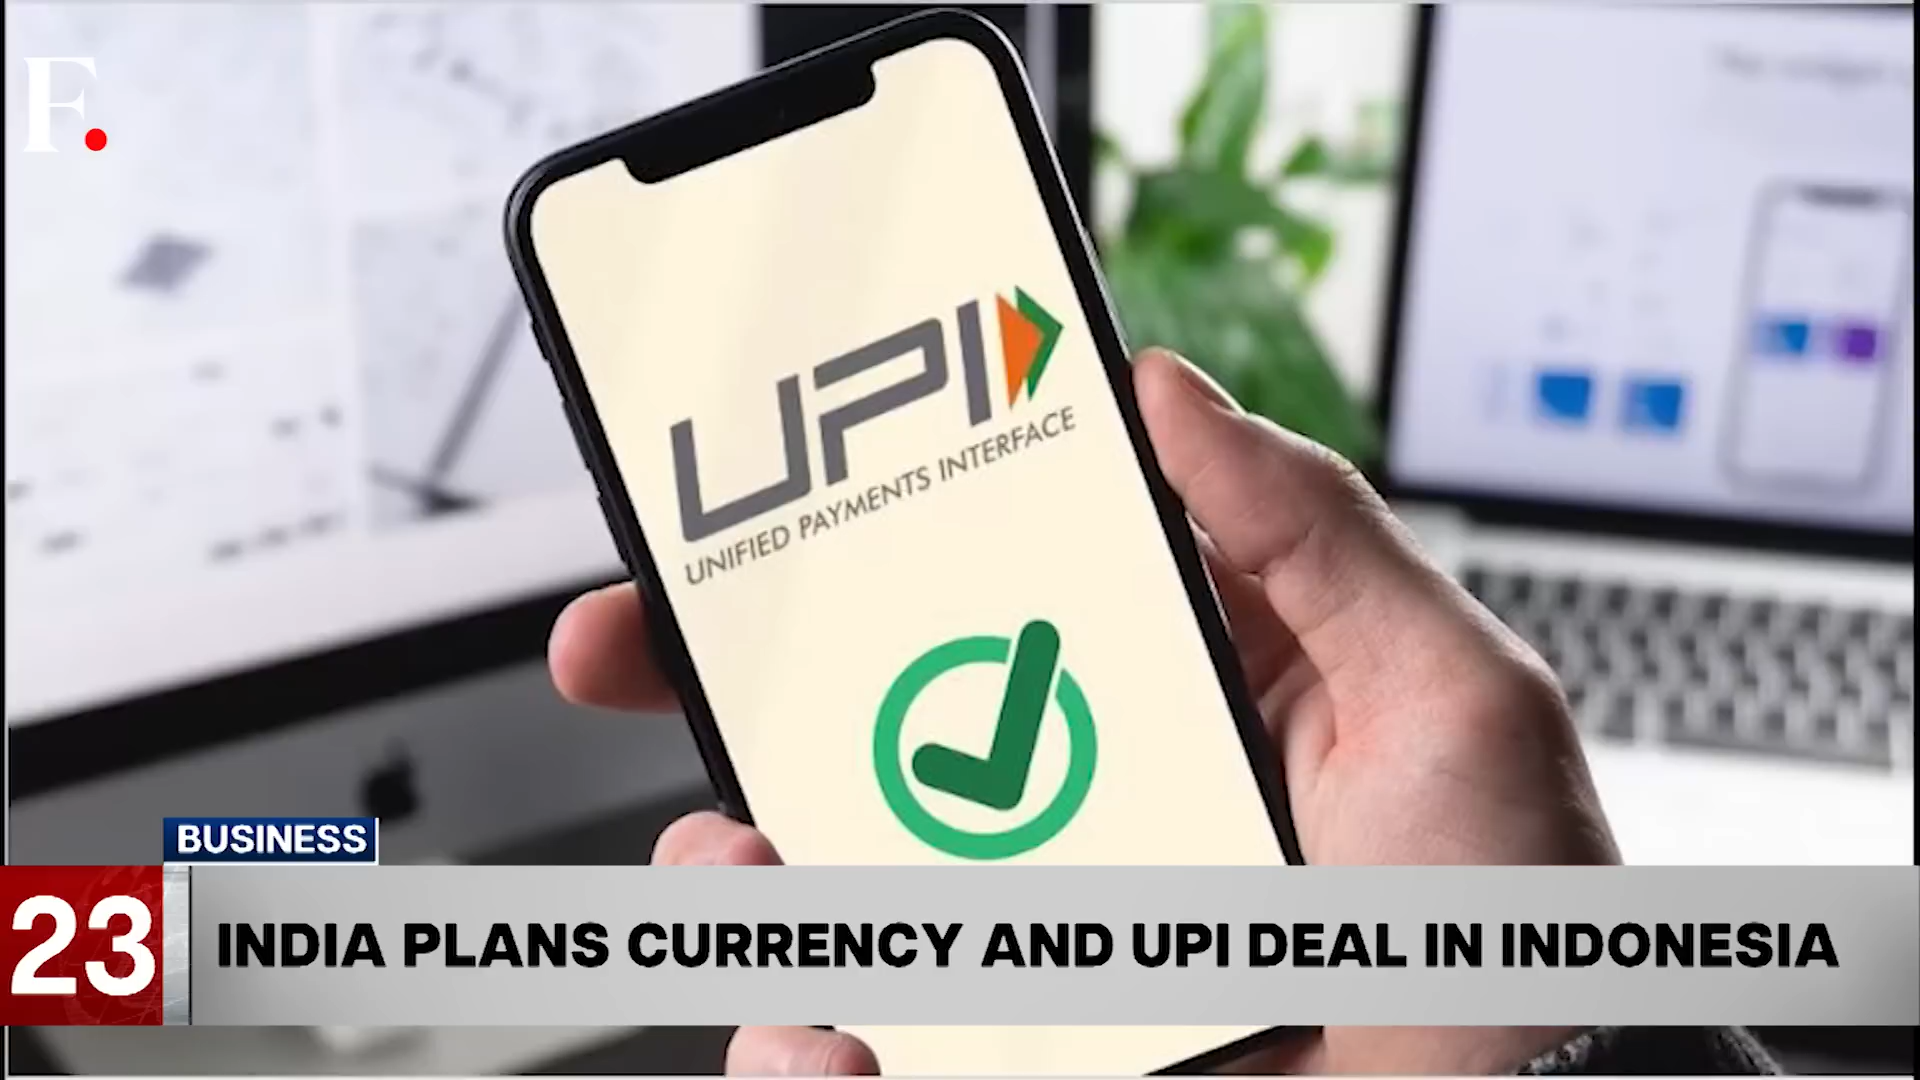 F.
UPI
UNIFIED PAYMENTS INTERFACE
BUSINESS
23
INDIA PLANS CURRENCY AND UPI DEAL IN INDONESIA